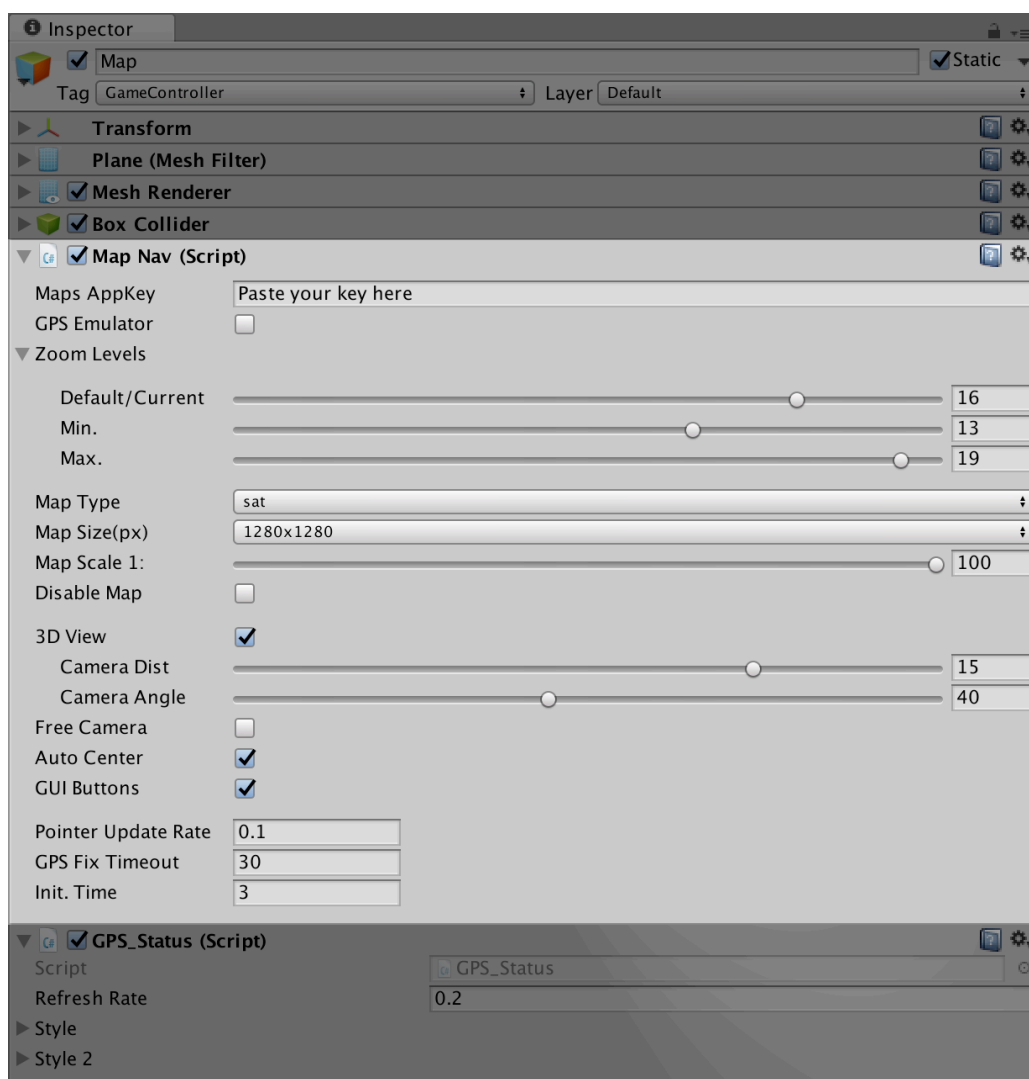 Inspector
Map Static
Tag GameController Layer Default
Transform
Plane (Mesh Filter)
Mesh Renderer
Box Collider
Map Nav (Script)
Maps AppKey Paste your key here
GPS Emulator
Zoom Levels
Default/Current 16
Min. 13
Max. 19
Map Type sat
Map Size(px) 1280x1280
Map Scale 1: 100
Disable Map
3D View
Camera Dist 15
Camera Angle 40
Free Camera
Auto Center
GUI Buttons
Pointer Update Rate 0.1
GPS Fix Timeout 30
Init. Time 3
GPS_Status (Script)
Script GPS_Status
Refresh Rate 0.2
Style
Style 2